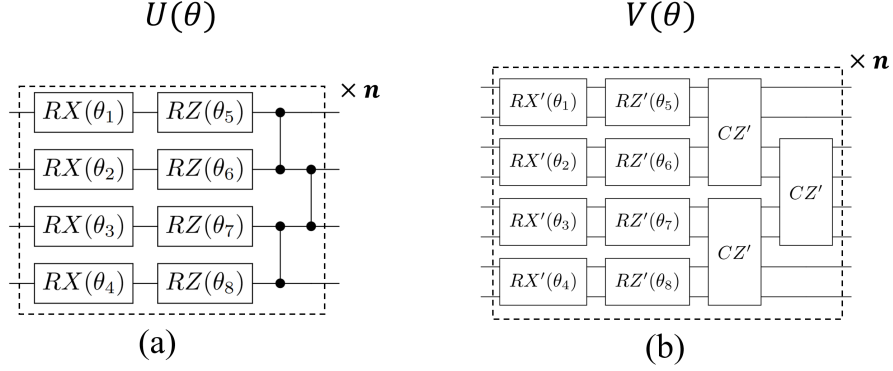 U(θ)
V(θ)
× n
× n
RX(θ₁) RZ(θ₅)
RX(θ₂) RZ(θ₆)
RX(θ₃) RZ(θ₇)
RX(θ₄) RZ(θ₈)
(a)
RX′(θ₁) RZ′(θ₅)
CZ′
RX′(θ₂) RZ′(θ₆)
CZ′
RX′(θ₃) RZ′(θ₇)
CZ′
RX′(θ₄) RZ′(θ₈)
(b)